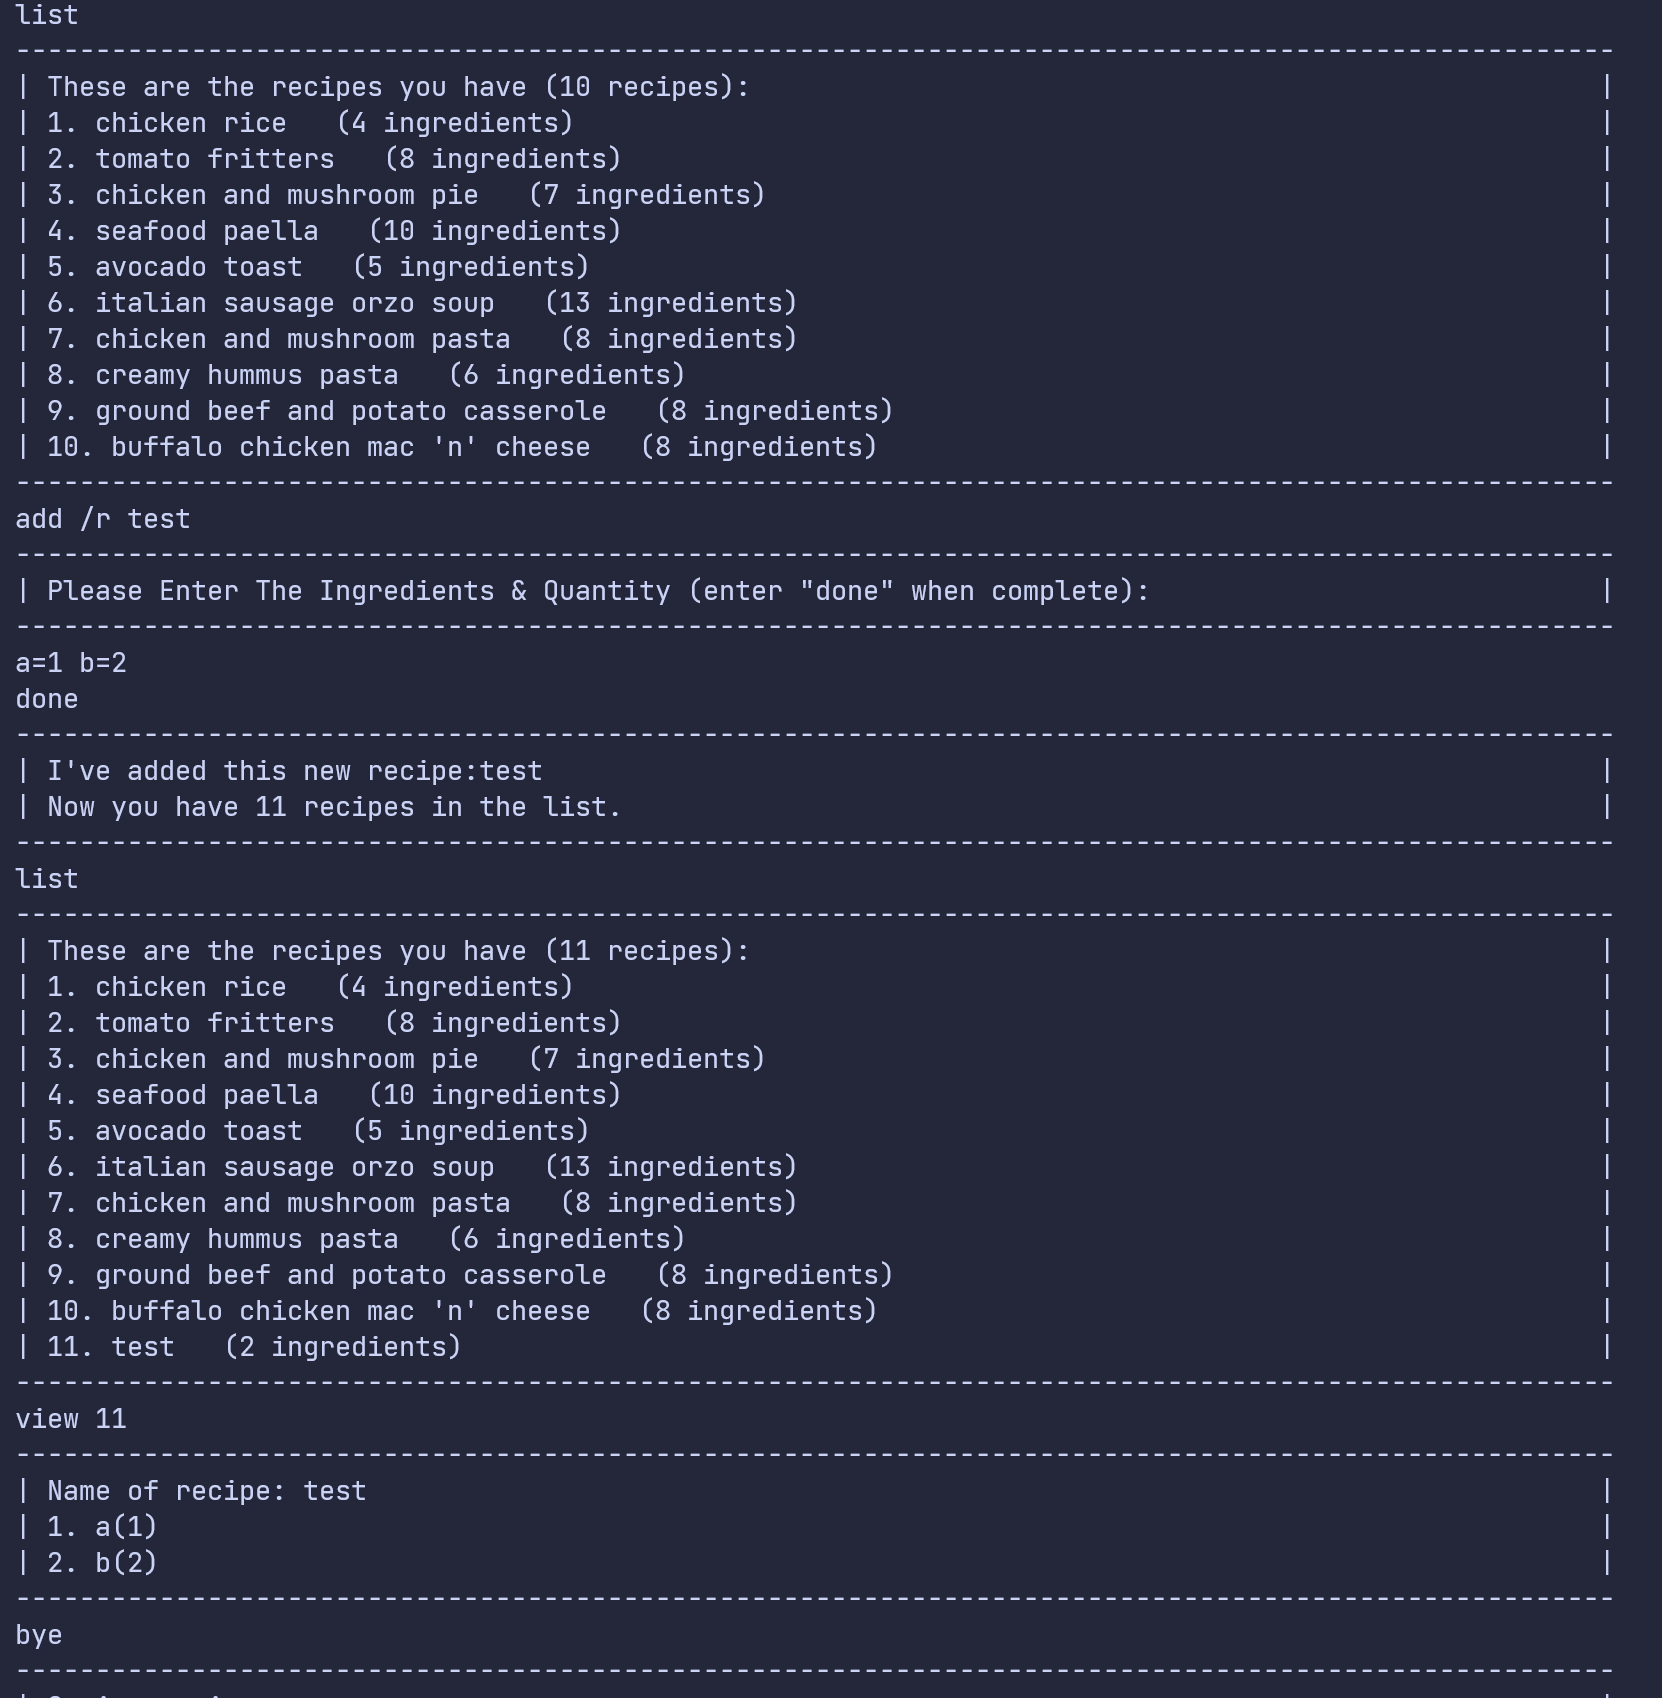 list
----------------------------------------------------------------------------------------------------
| These are the recipes you have (10 recipes):                                                     |
| 1. chicken rice   (4 ingredients)                                                                |
| 2. tomato fritters   (8 ingredients)                                                             |
| 3. chicken and mushroom pie   (7 ingredients)                                                    |
| 4. seafood paella   (10 ingredients)                                                             |
| 5. avocado toast   (5 ingredients)                                                               |
| 6. italian sausage orzo soup   (13 ingredients)                                                  |
| 7. chicken and mushroom pasta   (8 ingredients)                                                  |
| 8. creamy hummus pasta   (6 ingredients)                                                         |
| 9. ground beef and potato casserole   (8 ingredients)                                            |
| 10. buffalo chicken mac 'n' cheese   (8 ingredients)                                             |
----------------------------------------------------------------------------------------------------
add /r test
----------------------------------------------------------------------------------------------------
| Please Enter The Ingredients & Quantity (enter "done" when complete):                            |
----------------------------------------------------------------------------------------------------
a=1 b=2
done
----------------------------------------------------------------------------------------------------
| I've added this new recipe:test                                                                  |
| Now you have 11 recipes in the list.                                                             |
----------------------------------------------------------------------------------------------------
list
----------------------------------------------------------------------------------------------------
| These are the recipes you have (11 recipes):                                                     |
| 1. chicken rice   (4 ingredients)                                                                |
| 2. tomato fritters   (8 ingredients)                                                             |
| 3. chicken and mushroom pie   (7 ingredients)                                                    |
| 4. seafood paella   (10 ingredients)                                                             |
| 5. avocado toast   (5 ingredients)                                                               |
| 6. italian sausage orzo soup   (13 ingredients)                                                  |
| 7. chicken and mushroom pasta   (8 ingredients)                                                  |
| 8. creamy hummus pasta   (6 ingredients)                                                         |
| 9. ground beef and potato casserole   (8 ingredients)                                            |
| 10. buffalo chicken mac 'n' cheese   (8 ingredients)                                             |
| 11. test   (2 ingredients)                                                                       |
----------------------------------------------------------------------------------------------------
view 11
----------------------------------------------------------------------------------------------------
| Name of recipe: test                                                                             |
| 1. a(1)                                                                                          |
| 2. b(2)                                                                                          |
----------------------------------------------------------------------------------------------------
bye
----------------------------------------------------------------------------------------------------